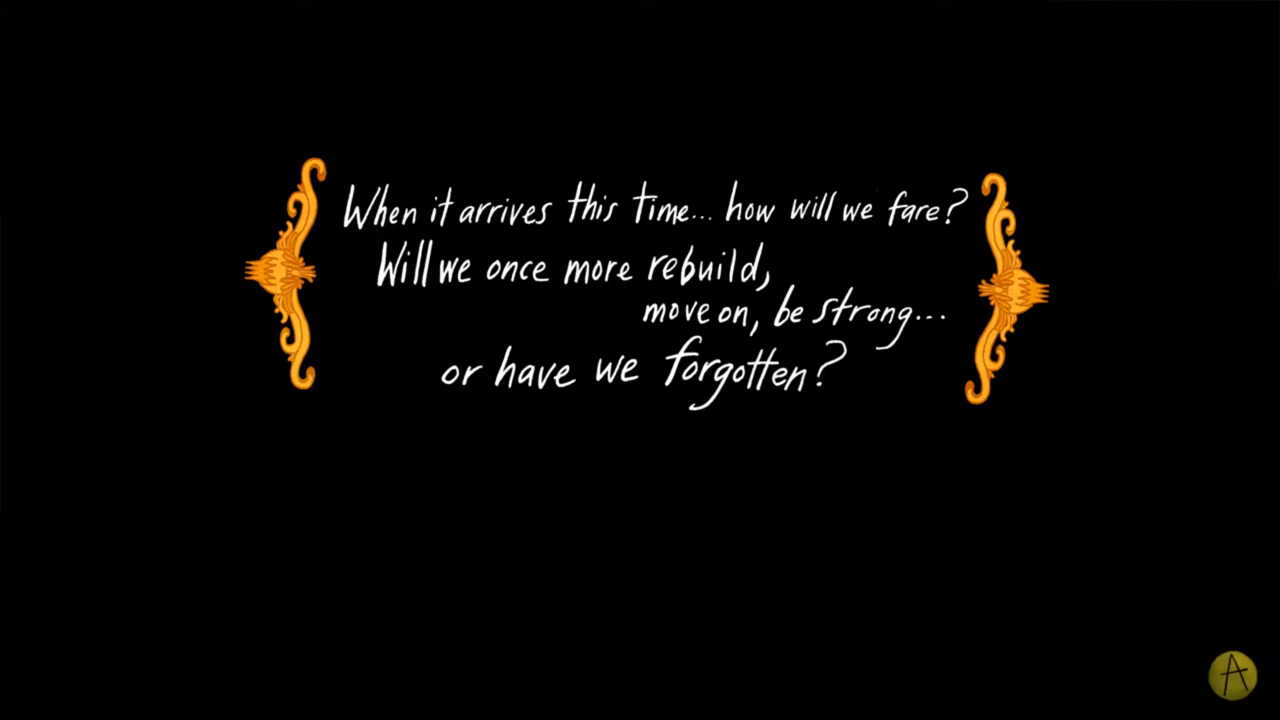 When it arrives this time... how will we fare?
Will we once more rebuild,
move on, be strong...
or have we forgotten?
A